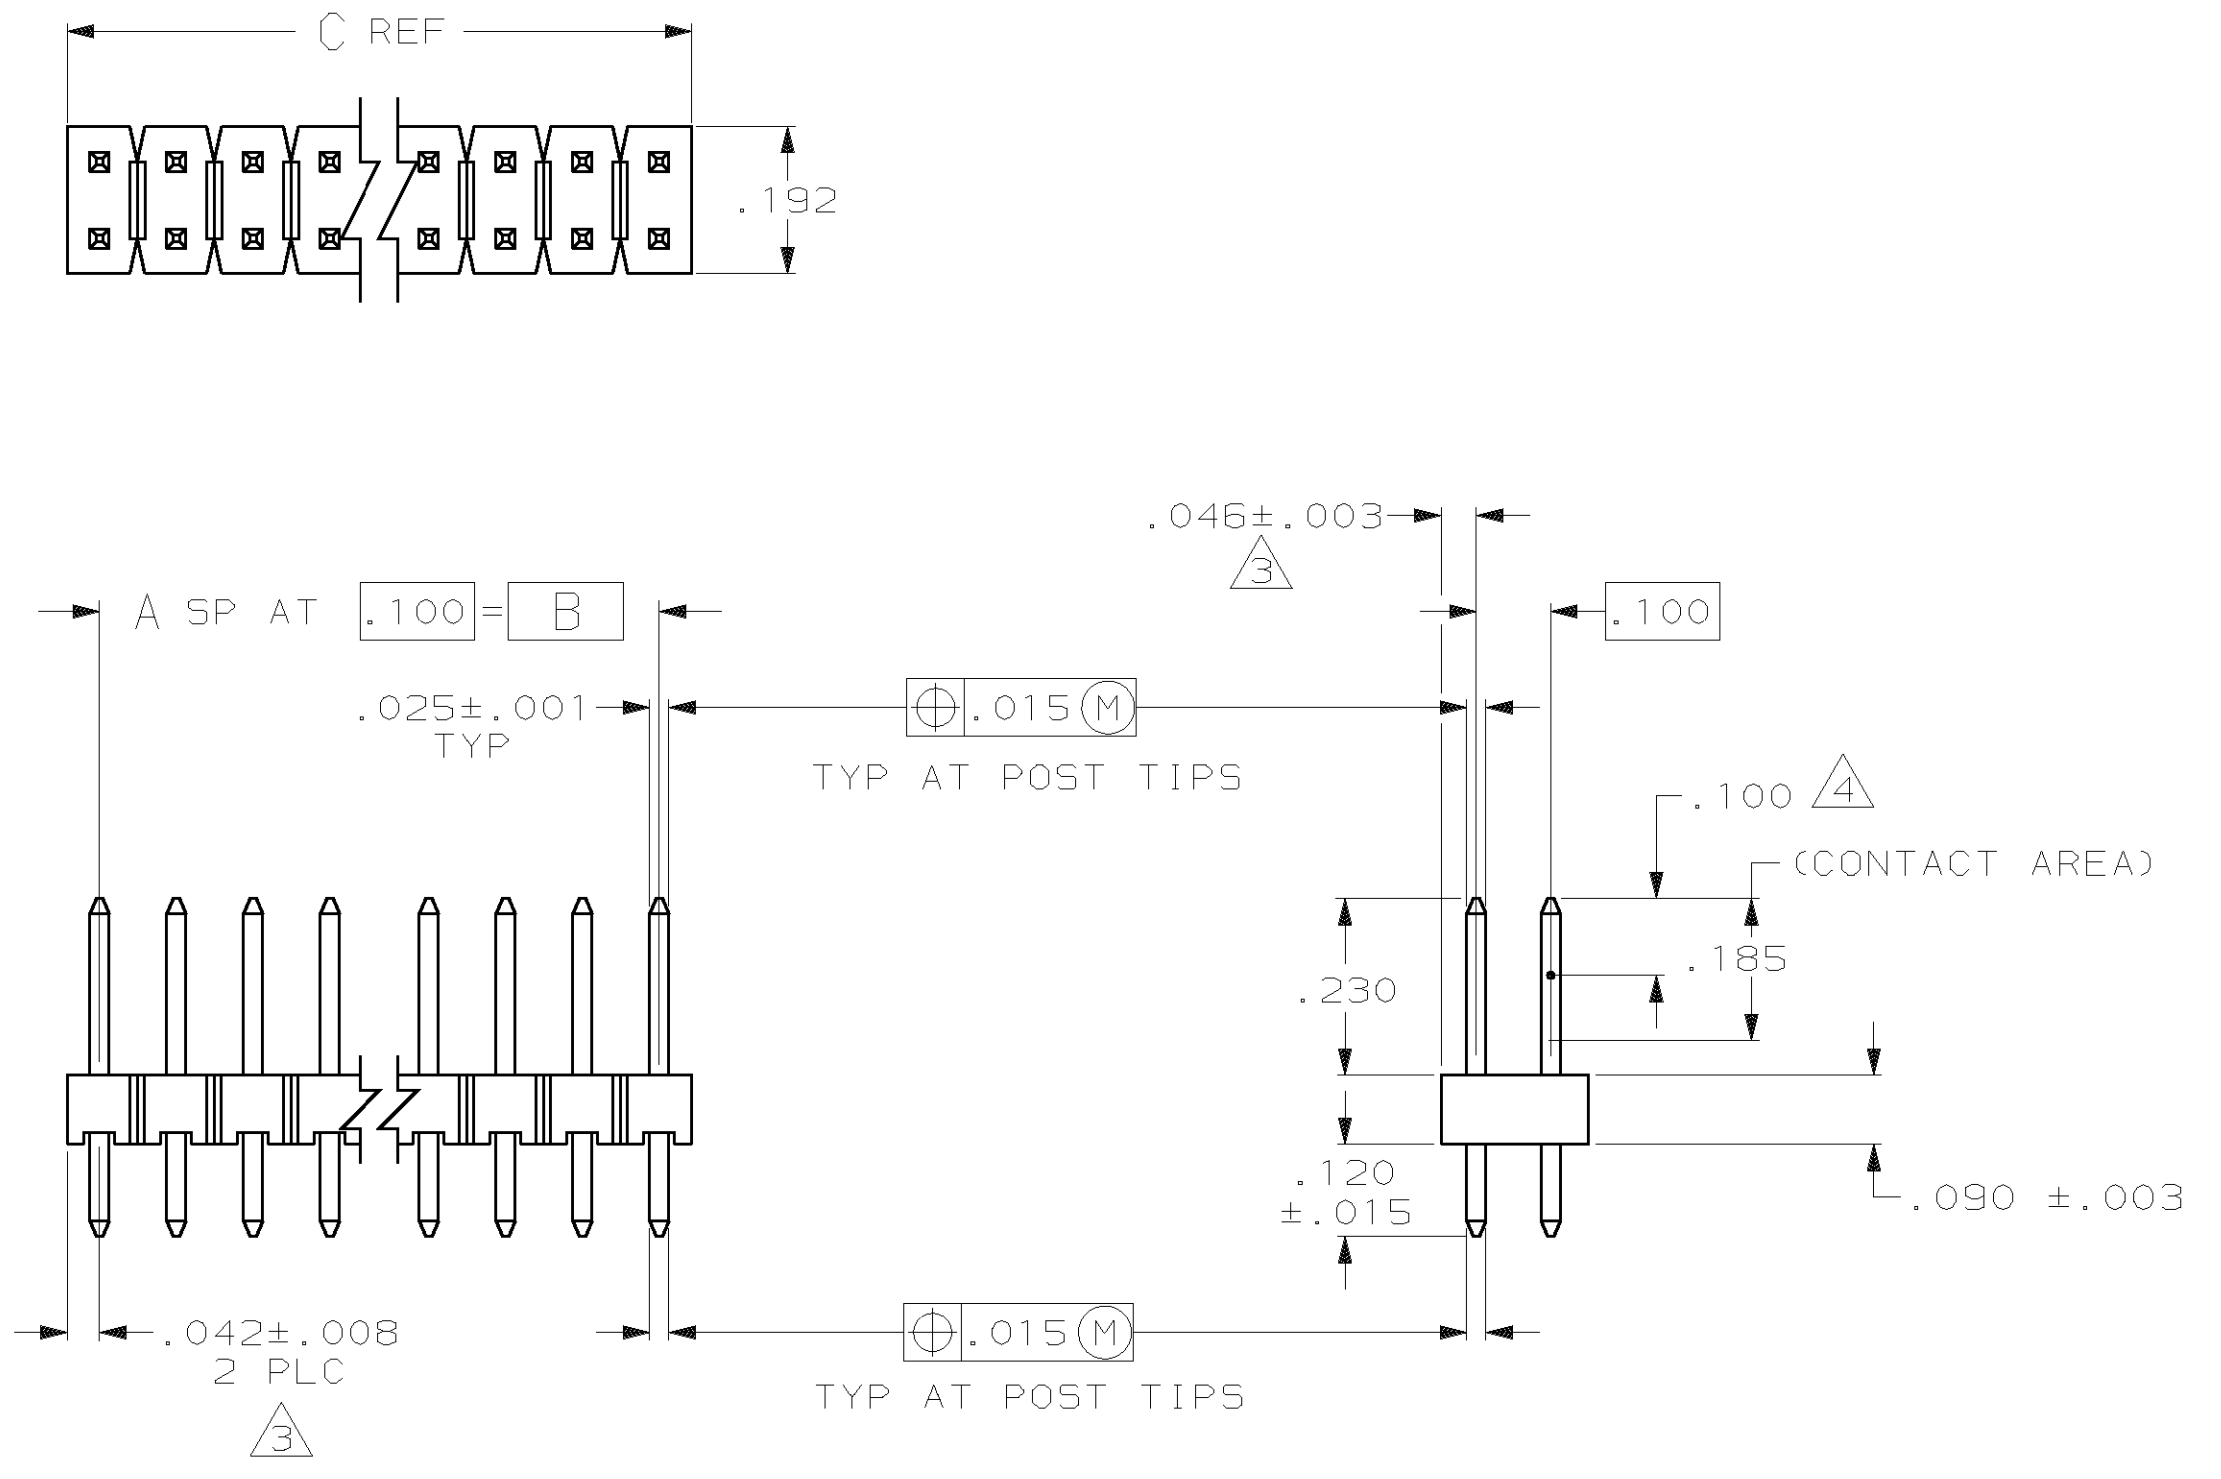 C REF
.192
.046±.003
3
A SP AT .100 = B
.100
.025±.001
TYP
⌖ .015 Ⓜ
TYP AT POST TIPS
.100 4
(CONTACT AREA)
.185
.230
.120
±.015
.090 ±.003
.042±.008
2 PLC
3
⌖ .015 Ⓜ
TYP AT POST TIPS